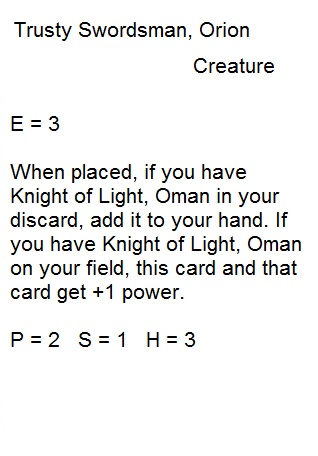 Trusty Swordsman, Orion
Creature
E = 3
When placed, if you have
Knight of Light, Oman in your
discard, add it to your hand. If
you have Knight of Light, Oman
on your field, this card and that
card get +1 power.
P = 2 S = 1 H = 3